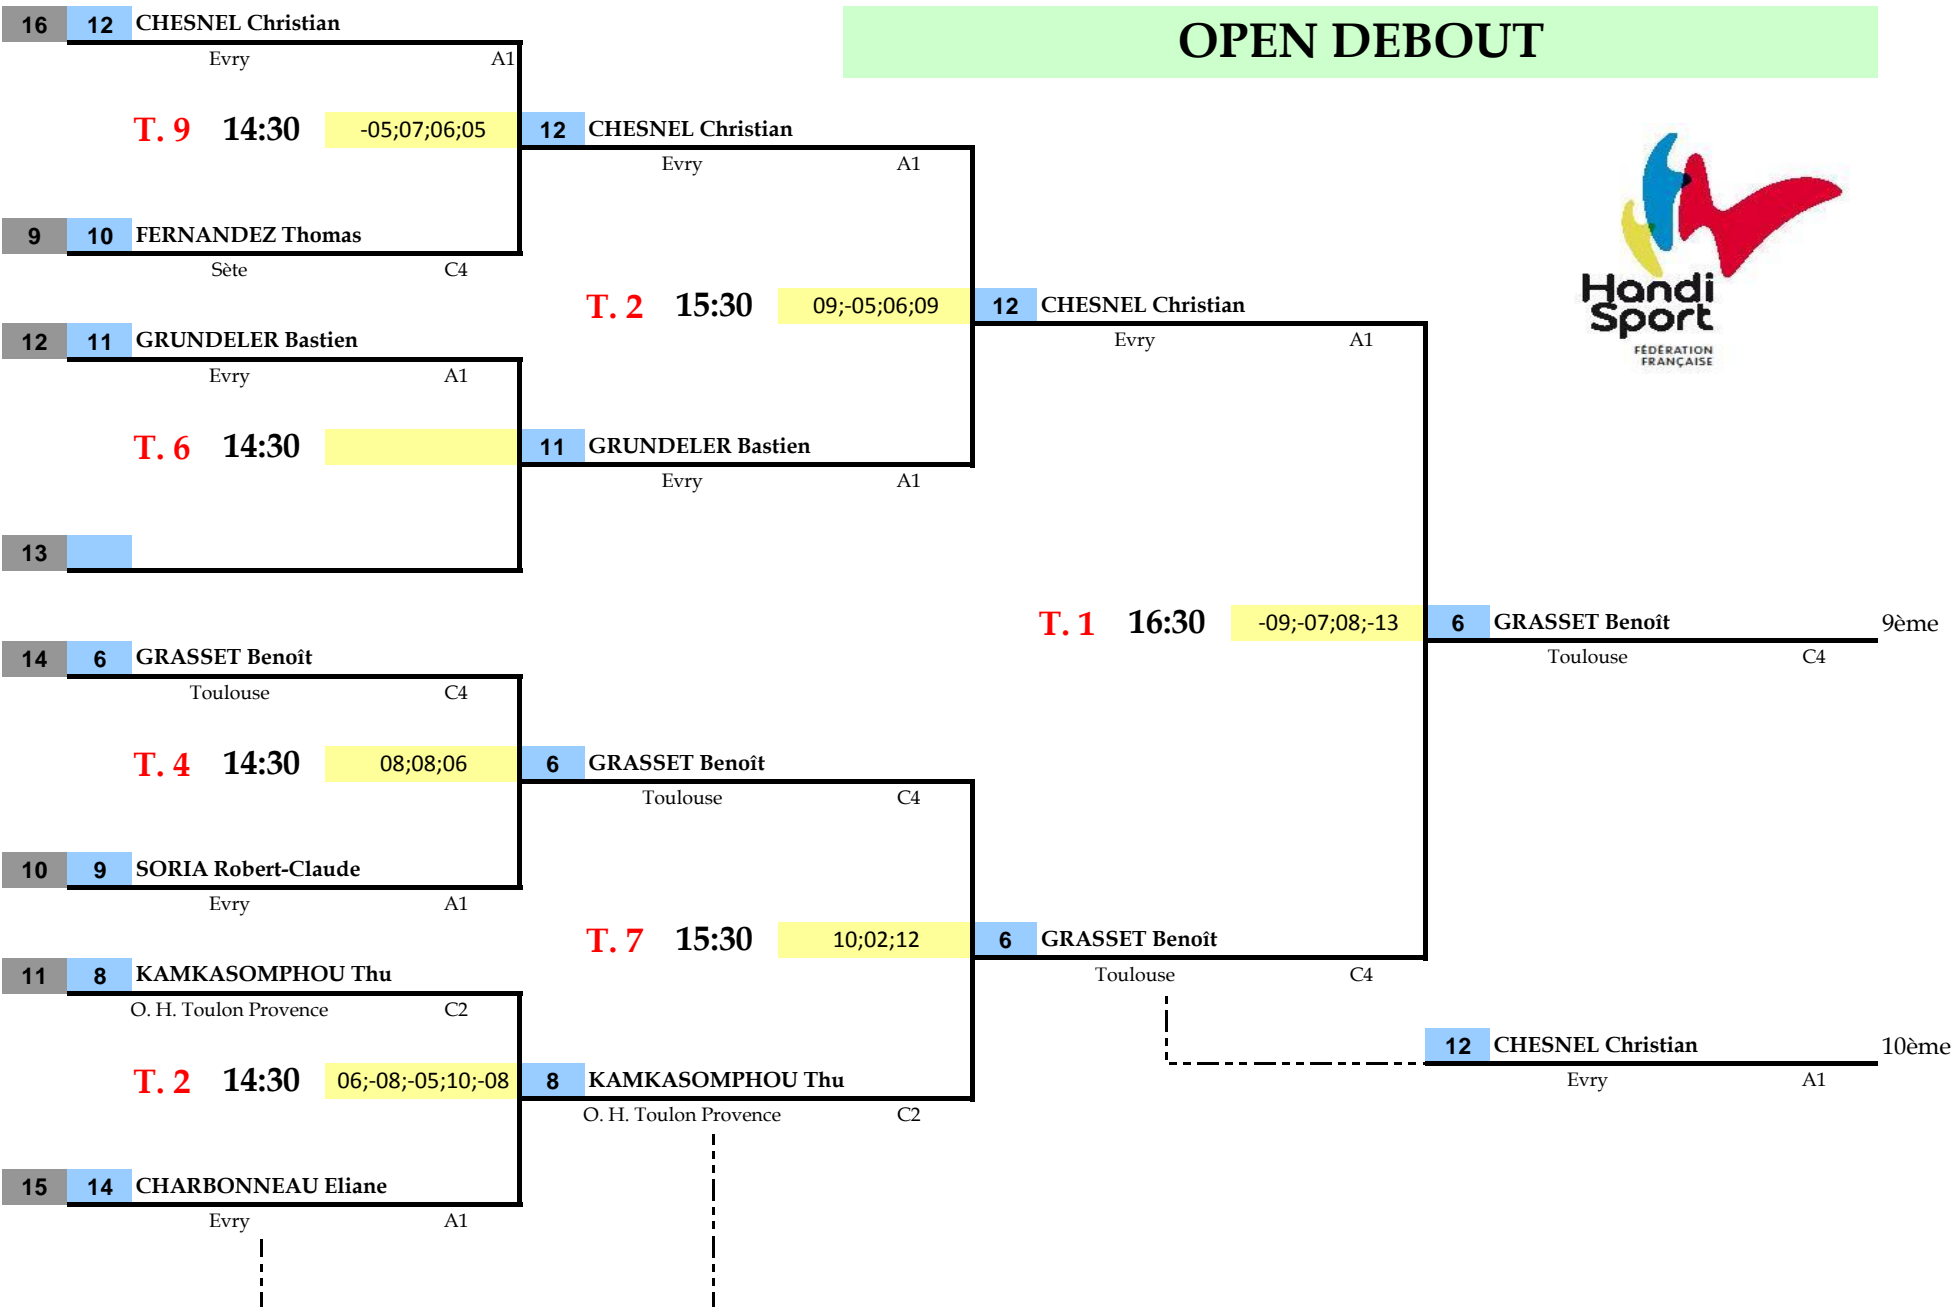 OPEN DEBOUT
16 12 CHESNEL Christian
Evry A1
T. 9 14:30 -05;07;06;05 12 CHESNEL Christian
Evry A1
9 10 FERNANDEZ Thomas
Sète C4
T. 2 15:30 09;-05;06;09 12 CHESNEL Christian
Evry A1
Handi
Sport
FÉDÉRATION
FRANÇAISE
12 11 GRUNDELER Bastien
Evry A1
T. 6 14:30 11 GRUNDELER Bastien
Evry A1
13
T. 1 16:30 -09;-07;08;-13 6 GRASSET Benoît 9ème
Toulouse C4
14 6 GRASSET Benoît
Toulouse C4
T. 4 14:30 08;08;06 6 GRASSET Benoît
Toulouse C4
10 9 SORIA Robert-Claude
Evry A1
T. 7 15:30 10;02;12 6 GRASSET Benoît
Toulouse C4
11 8 KAMKASOMPHOU Thu
O. H. Toulon Provence C2
12 CHESNEL Christian 10ème
Evry A1
T. 2 14:30 06;-08;-05;10;-08 8 KAMKASOMPHOU Thu
O. H. Toulon Provence C2
15 14 CHARBONNEAU Eliane
Evry A1